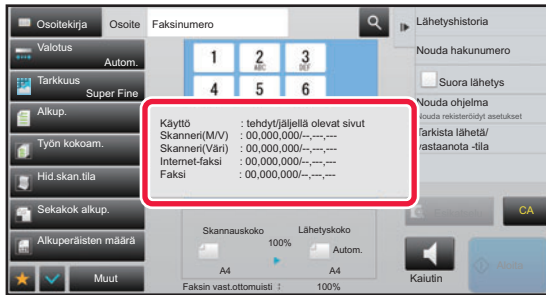 Osoitekirja
Osoite
Faksinumero
Valotus
Autom.
Tarkkuus
Super Fine
Alkup.
Työn kokoam.
Hid.skan.tila
Sekakok alkup.
Alkuperäisten määrä
Muut
1
2
ABC
3
DEF
4
5
6
Käyttö : tehdyt/jäljellä olevat sivut
Skanneri(M/V) : 00,000,000/--,---,---
Skanneri(Väri) : 00,000,000/--,---,---
Internet-faksi : 00,000,000/--,---,---
Faksi : 00,000,000/--,---,---
Skannauskoko
Lähetyskoko
100%
Autom.
A4
A4
Faksin vast.ottomuisti : 100%
Lähetyshistoria
Nouda hakunumero
Suora lähetys
Nouda ohjelma
Nouda rekisteröidyt asetukset
Tarkista lähetä/
vastaanota -tila
CA
Kaiutin
Aloita